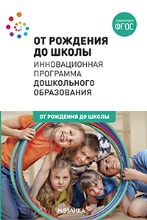 ФГОС
ОТ РОЖДЕНИЯ
ДО ШКОЛЫ
ИННОВАЦИОННАЯ
ПРОГРАММА
ДОШКОЛЬНОГО
ОБРАЗОВАНИЯ
ОТ РОЖДЕНИЯ ДО ШКОЛЫ
МОЗАИКА